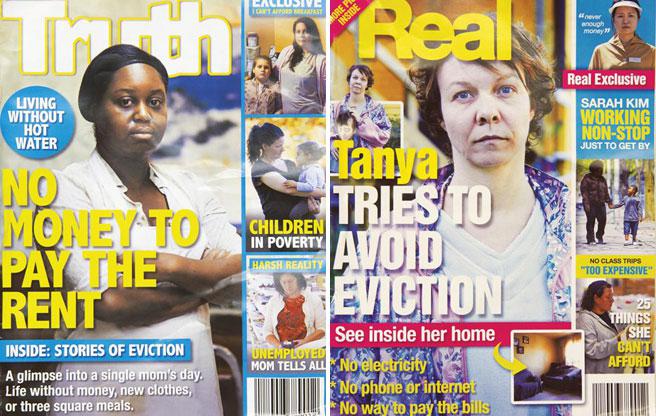 Truth
EXCLUSIVE
I CAN'T AFFORD BREAKFAST
LIVING
WITHOUT
HOT
WATER
NO
MONEY TO
PAY THE
RENT
CHILDREN
IN POVERTY
HARSH REALITY
UNEMPLOYED
MOM TELLS ALL
INSIDE: STORIES OF EVICTION
A glimpse into a single mom's day.
Life without money, new clothes,
or three square meals.
INSIDE
Real
"never
enough
money"
Real Exclusive
SARAH KIM
WORKING
NON-STOP
JUST TO GET BY
Tanya
TRIES TO
AVOID
EVICTION
NO CLASS TRIPS
"TOO EXPENSIVE"
25
THINGS
SHE
CAN'T
AFFORD
See inside her home
* No electricity
* No phone or internet
* No way to pay the bills